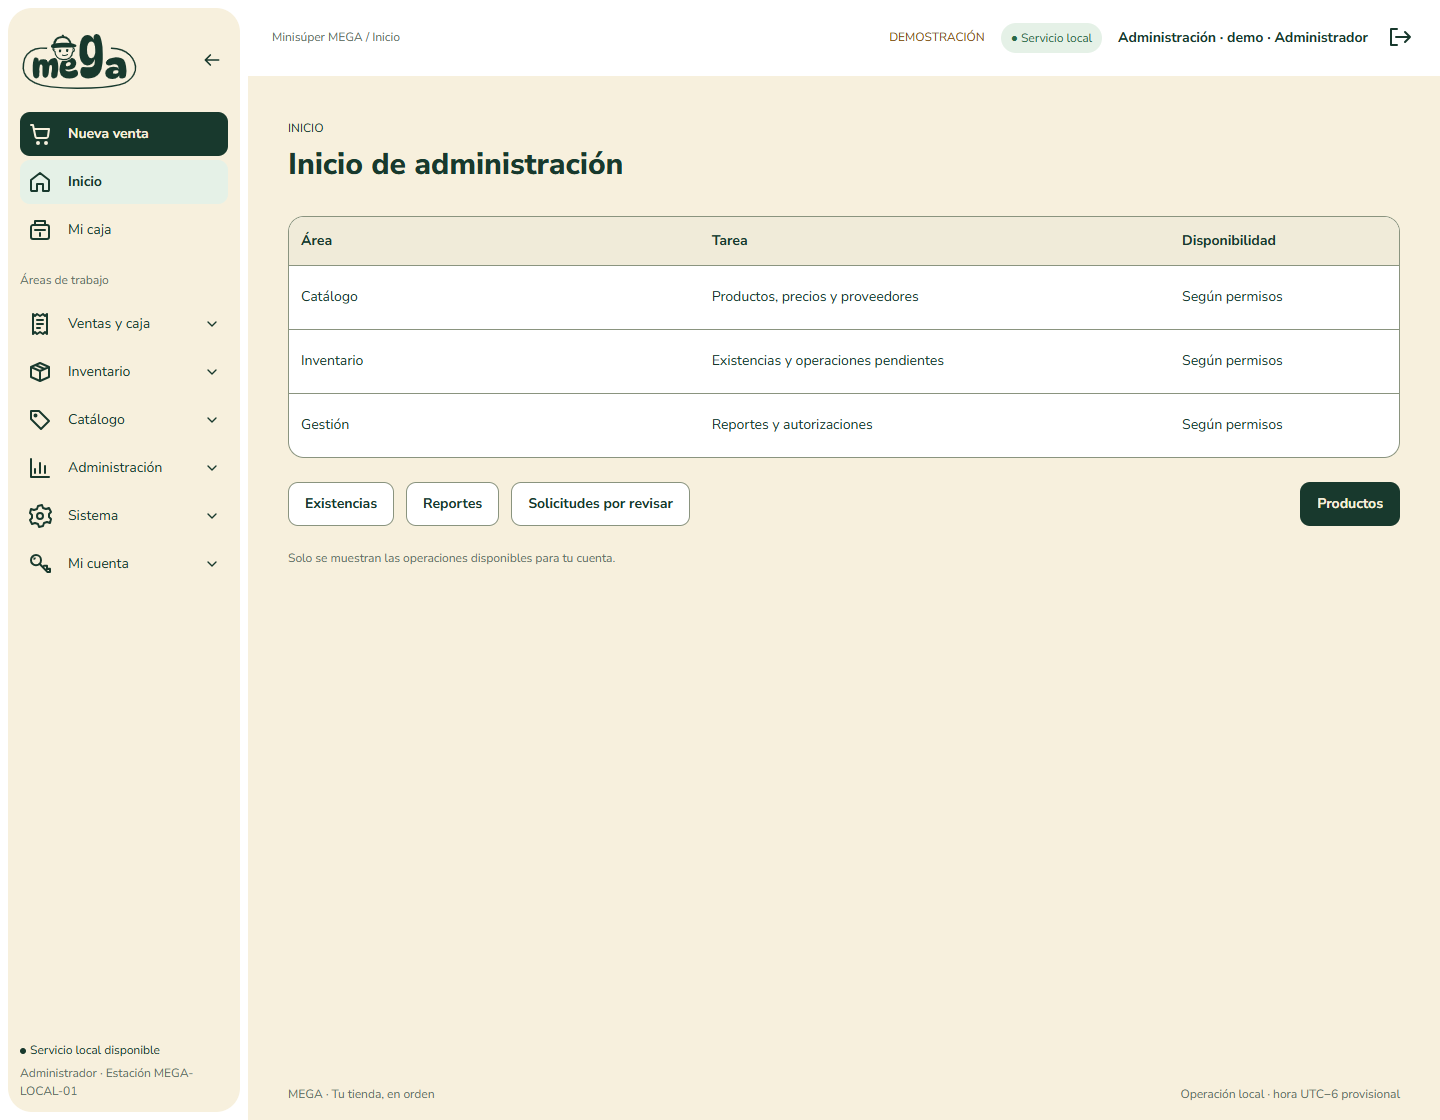 mega
Nueva venta
Inicio
Mi caja
Áreas de trabajo
Ventas y caja
Inventario
Catálogo
Administración
Sistema
Mi cuenta
● Servicio local disponible
Administrador · Estación MEGA-
LOCAL-01
Minisúper MEGA / Inicio
DEMOSTRACIÓN
● Servicio local
Administración · demo · Administrador
INICIO
Inicio de administración
Área Tarea Disponibilidad
Catálogo Productos, precios y proveedores Según permisos
Inventario Existencias y operaciones pendientes Según permisos
Gestión Reportes y autorizaciones Según permisos
Existencias Reportes Solicitudes por revisar Productos
Solo se muestran las operaciones disponibles para tu cuenta.
MEGA · Tu tienda, en orden
Operación local · hora UTC−6 provisional